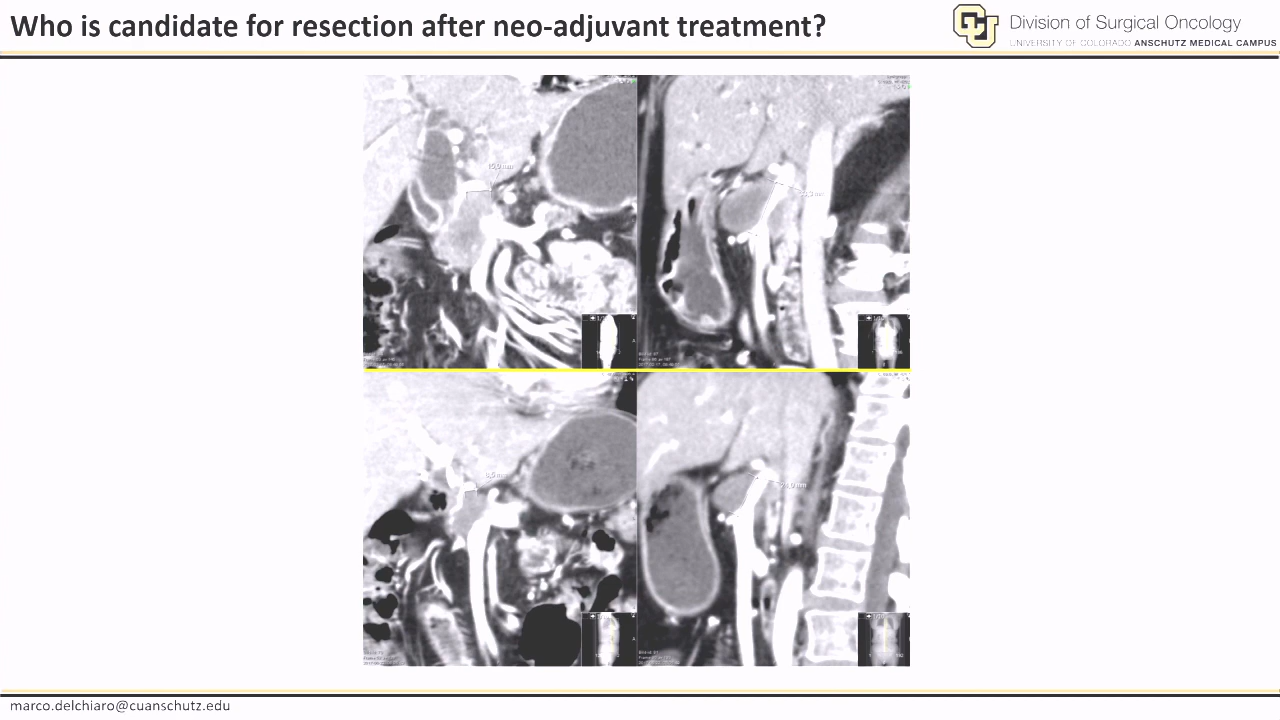 Who is candidate for resection after neo-adjuvant treatment?
CU
Division of Surgical Oncology
UNIVERSITY OF COLORADO ANSCHUTZ MEDICAL CAMPUS
marco.delchiaro@cuanschutz.edu